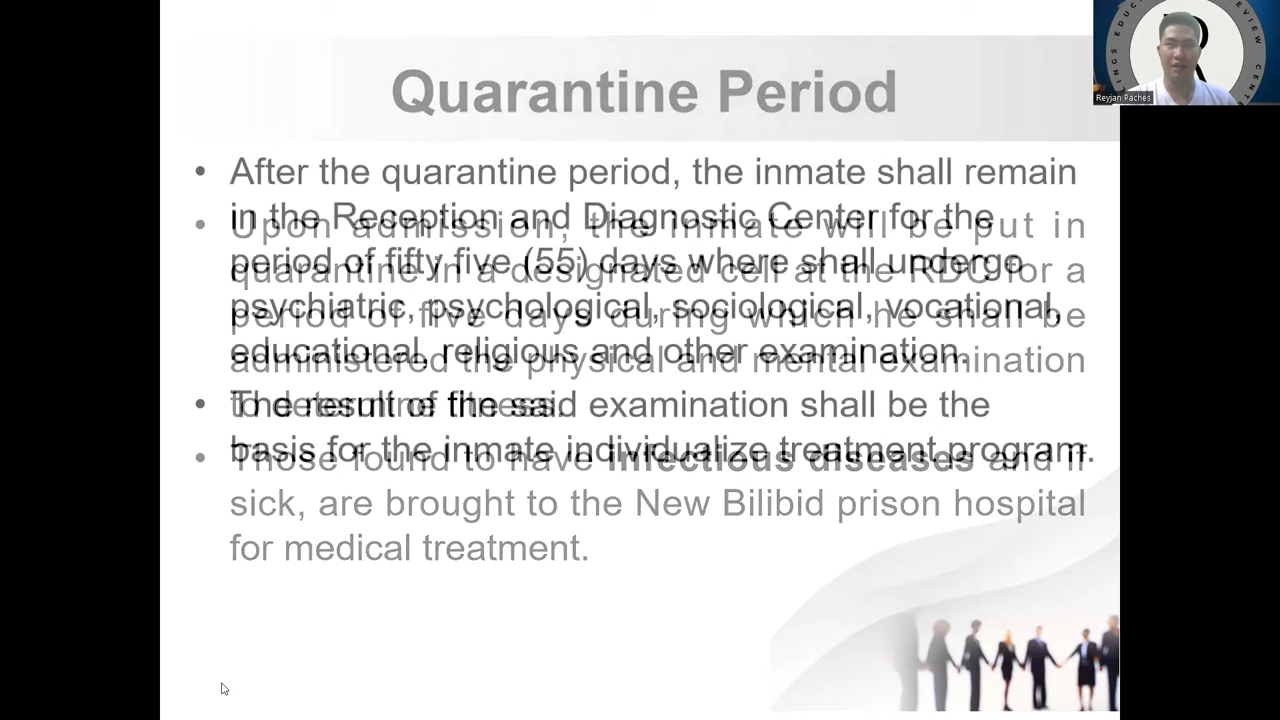 Quarantine Period
• After the quarantine period, the inmate shall remain
in the Reception and Diagnostic Center for the
period of fifty five (55) days where shall undergo
psychiatric, psychological, sociological, vocational,
educational, religious and other examination.
• The result of the said examination shall be the
basis for the inmate individualize treatment program.
• Upon admission, the inmate will be put in
quarantine in a designated cell at the RDC for a
period of five days during which he shall be
administered the physical and mental examination
to determine fitness.
• Those found to have infectious diseases and if
sick, are brought to the New Bilibid prison hospital
for medical treatment.
Reyjan Paches